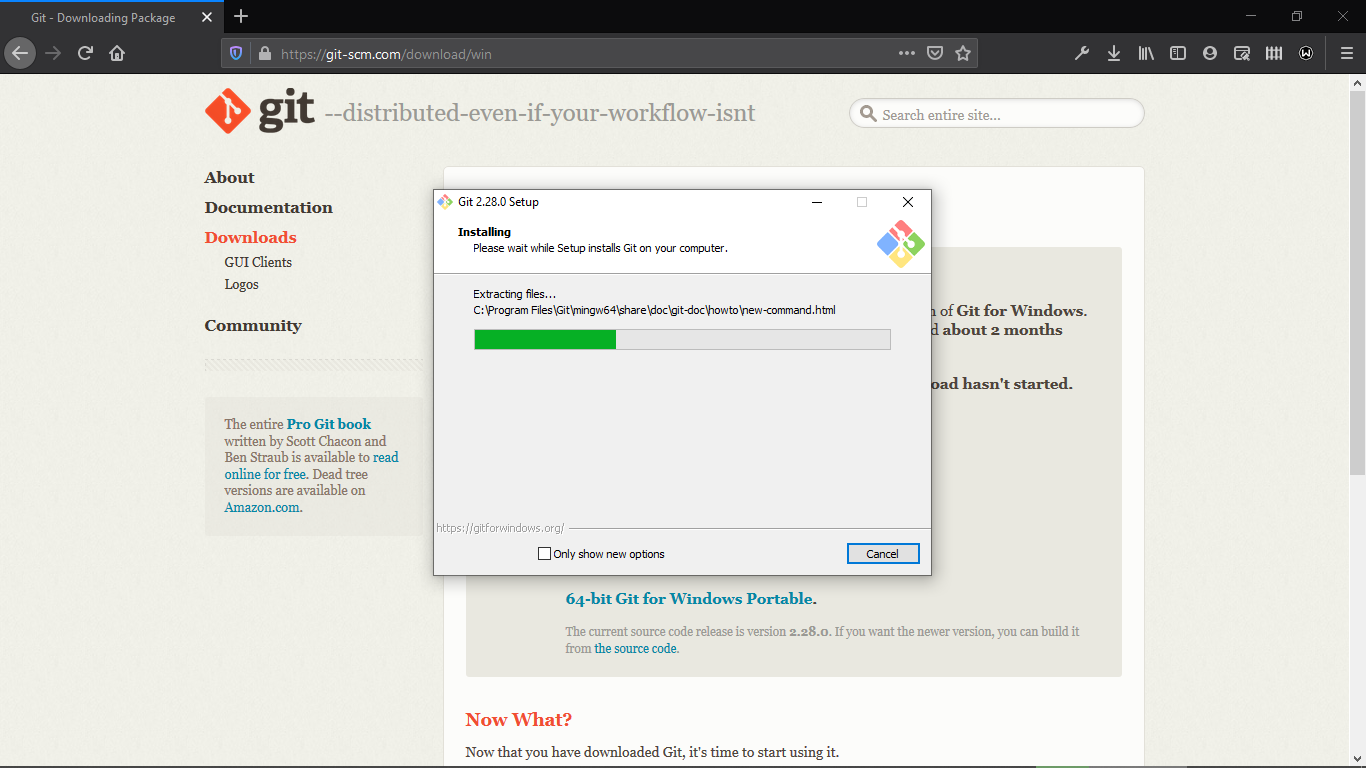 Git - Downloading Package
https://git-scm.com/download/win
git --distributed-even-if-your-workflow-isnt
Search entire site...
About
Documentation
Downloads
GUI Clients
Logos
Community
The entire Pro Git book
written by Scott Chacon and
Ben Straub is available to read
online for free. Dead tree
versions are available on
Amazon.com.
Git 2.28.0 Setup
Installing
Please wait while Setup installs Git on your computer.
Extracting files...
C:\Program Files\Git\mingw64\share\doc\git-doc\howto\new-command.html
https://gitforwindows.org/
Only show new options
Cancel
of Git for Windows.
about 2 months
hasn't started.
64-bit Git for Windows Portable.
The current source code release is version 2.28.0. If you want the newer version, you can build it
from the source code.
Now What?
Now that you have downloaded Git, it's time to start using it.